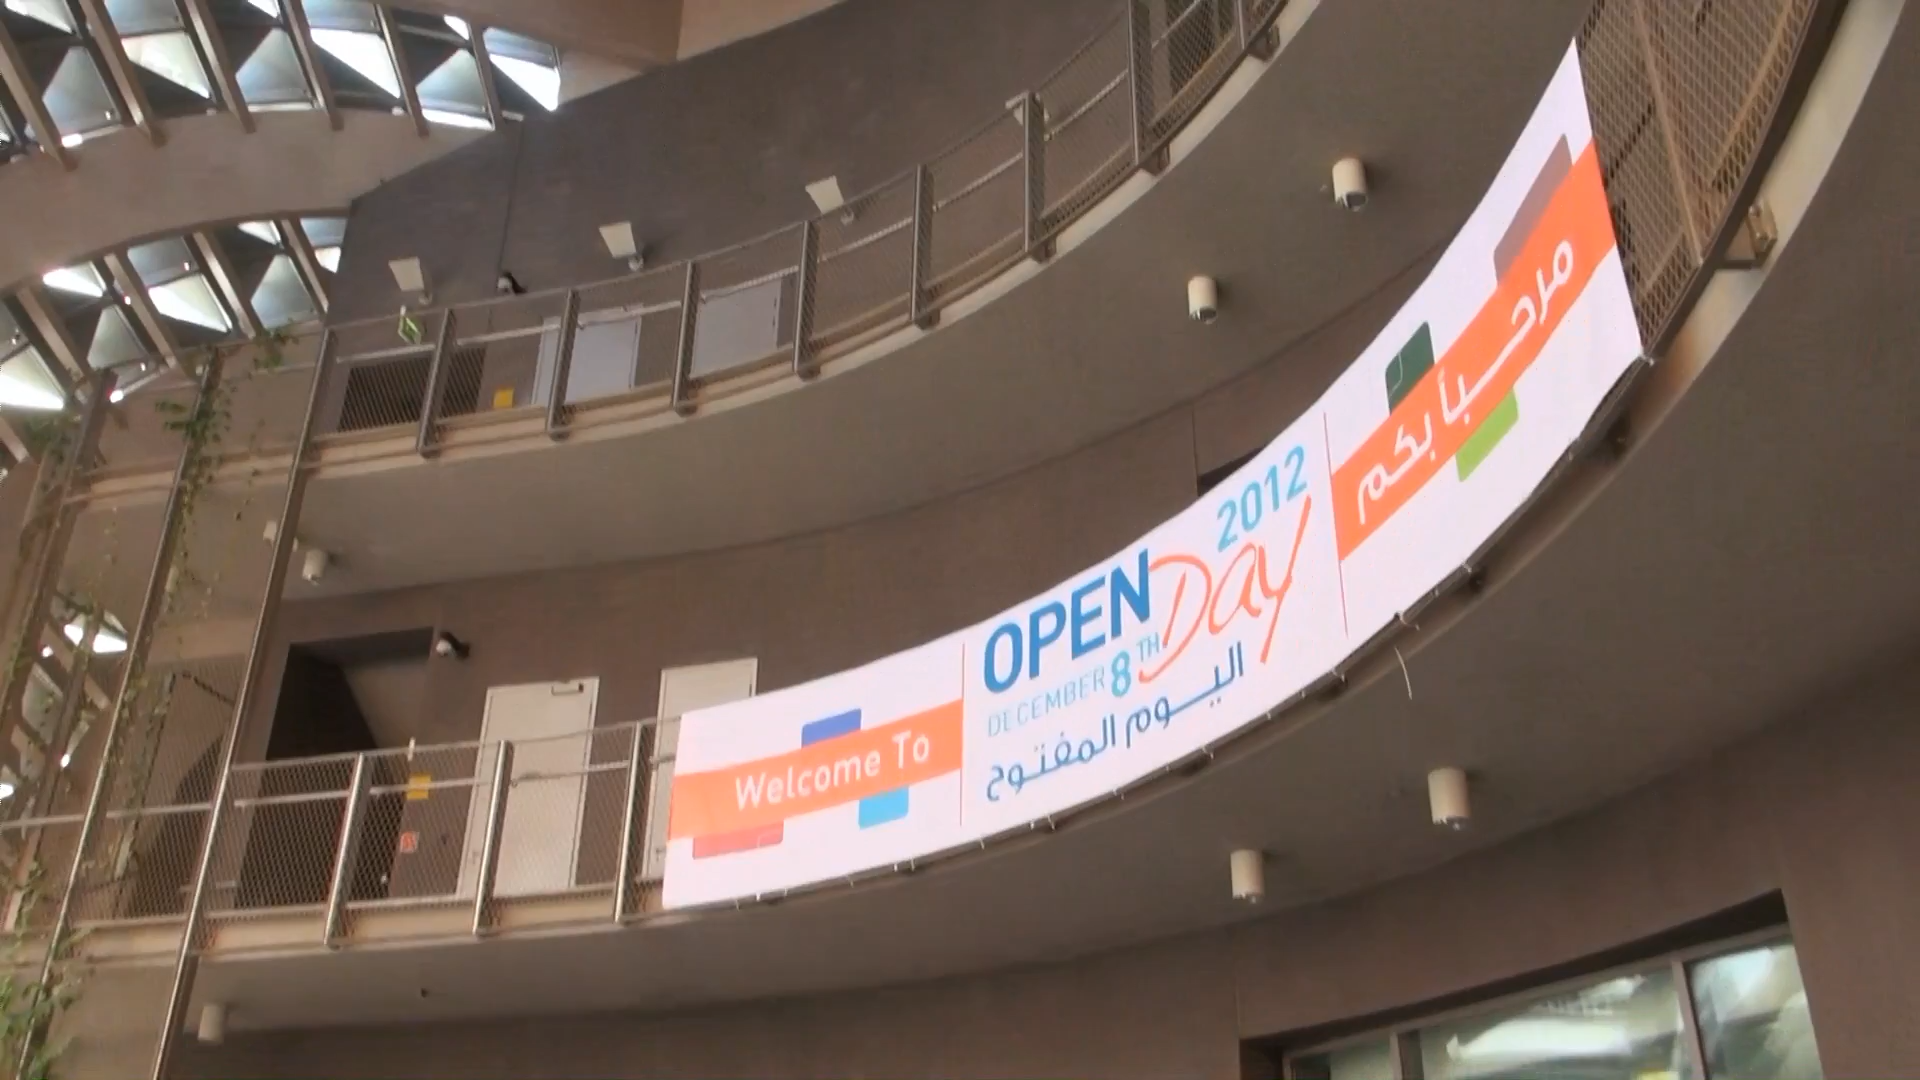 Welcome To
OPEN Day 2012
DECEMBER 8TH
اليوم المفتوح
مرحباً بكم